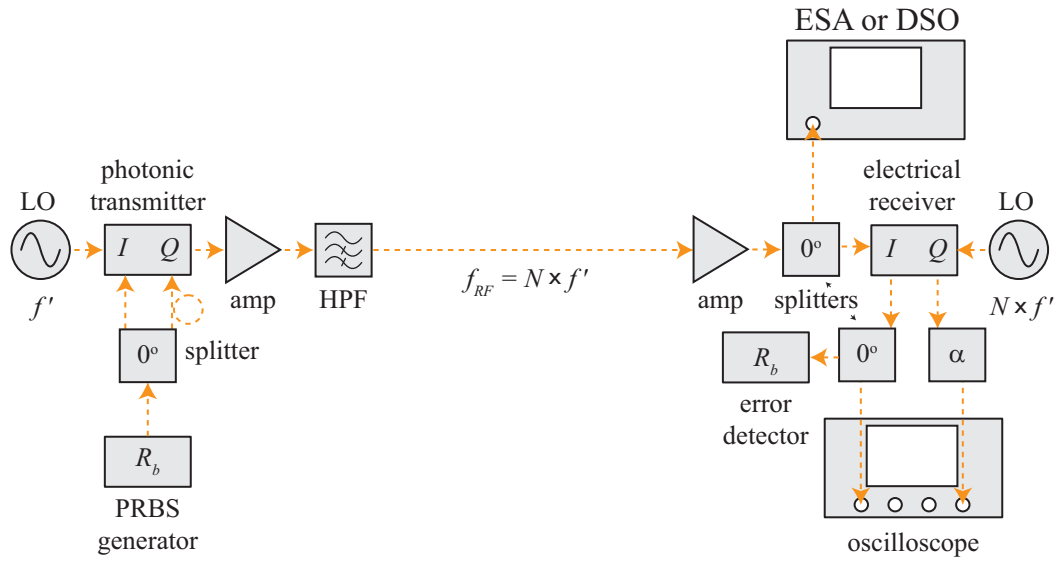 ESA or DSO
photonic
transmitter
electrical
receiver
LO
I Q
amp
HPF
f_RF = N × f'
amp
0°
I Q
LO
f'
splitters
N × f'
0°
splitter
R_b
0°
α
error
detector
R_b
PRBS
generator
oscilloscope